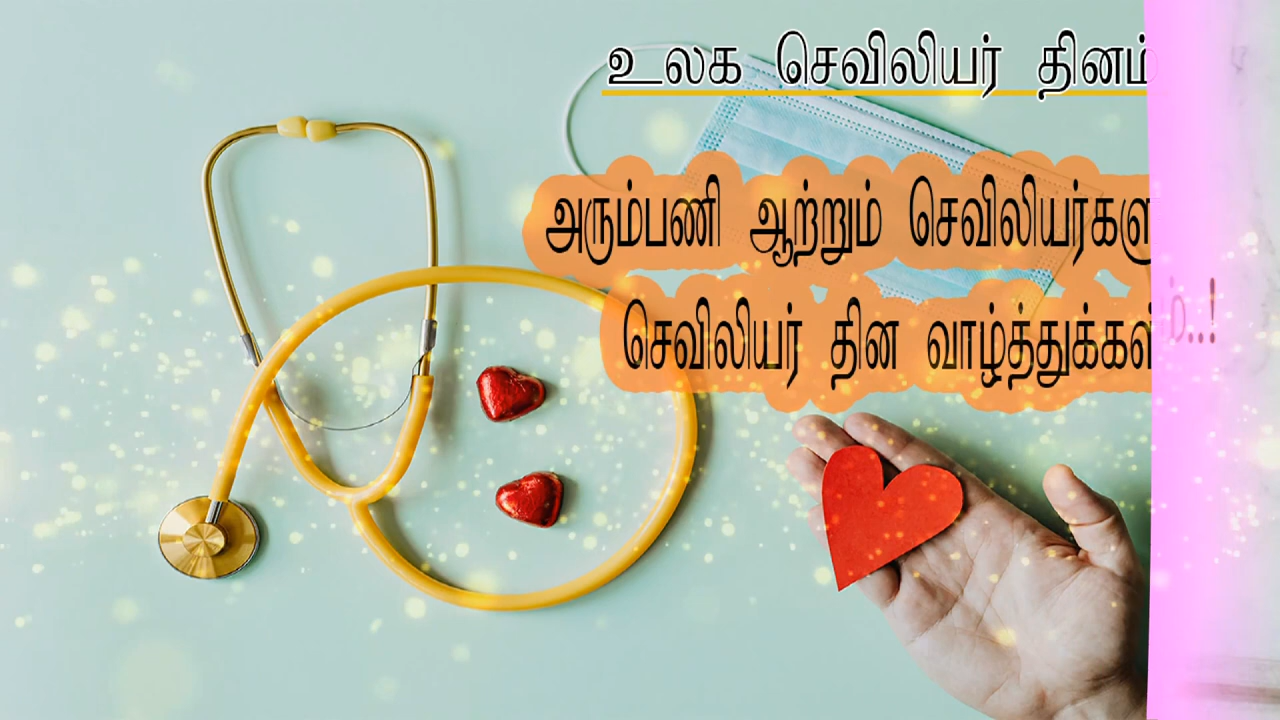 உலக செவிலியர் தினம்
அரும்பணி ஆற்றும் செவிலியர்களு
செவிலியர் தின வாழ்த்துக்கள் ம்..!